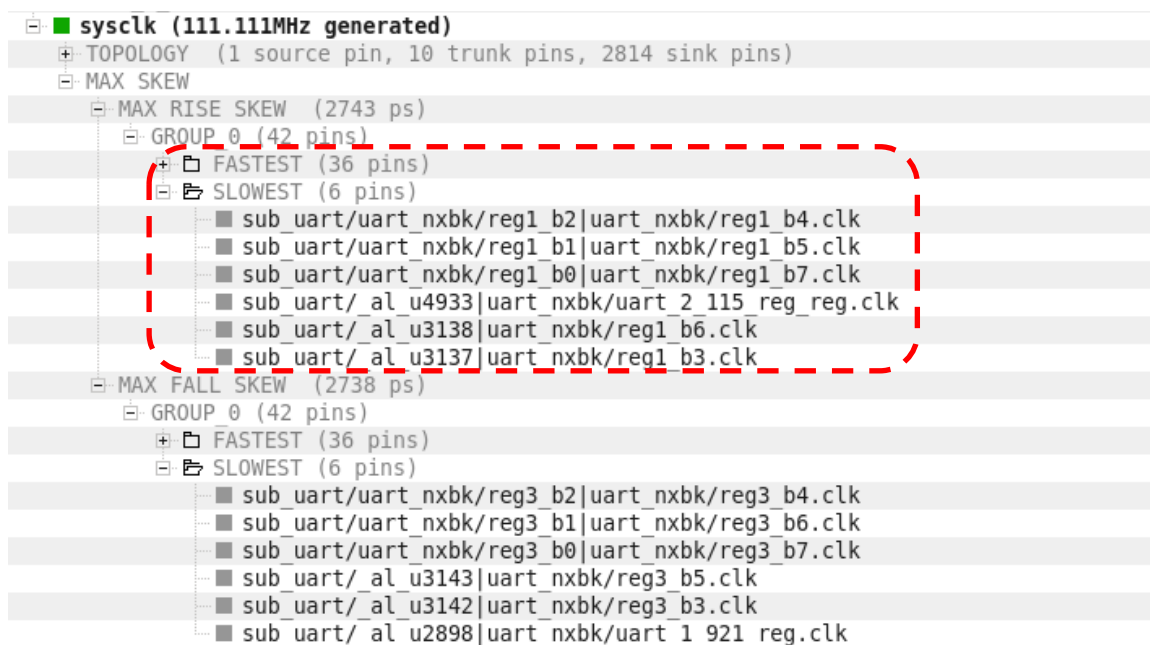 sysclk (111.111MHz generated)
TOPOLOGY (1 source pin, 10 trunk pins, 2814 sink pins)
MAX SKEW
MAX RISE SKEW (2743 ps)
GROUP_0 (42 pins)
FASTEST (36 pins)
SLOWEST (6 pins)
sub_uart/uart_nxbk/reg1_b2|uart_nxbk/reg1_b4.clk
sub_uart/uart_nxbk/reg1_b1|uart_nxbk/reg1_b5.clk
sub_uart/uart_nxbk/reg1_b0|uart_nxbk/reg1_b7.clk
sub_uart/_al_u4933|uart_nxbk/uart_2_115_reg_reg.clk
sub_uart/_al_u3138|uart_nxbk/reg1_b6.clk
sub_uart/_al_u3137|uart_nxbk/reg1_b3.clk
MAX FALL SKEW (2738 ps)
GROUP_0 (42 pins)
FASTEST (36 pins)
SLOWEST (6 pins)
sub_uart/uart_nxbk/reg3_b2|uart_nxbk/reg3_b4.clk
sub_uart/uart_nxbk/reg3_b1|uart_nxbk/reg3_b6.clk
sub_uart/uart_nxbk/reg3_b0|uart_nxbk/reg3_b7.clk
sub_uart/_al_u3143|uart_nxbk/reg3_b5.clk
sub_uart/_al_u3142|uart_nxbk/reg3_b3.clk
sub_uart/_al_u2898|uart_nxbk/uart_1_921_reg.clk